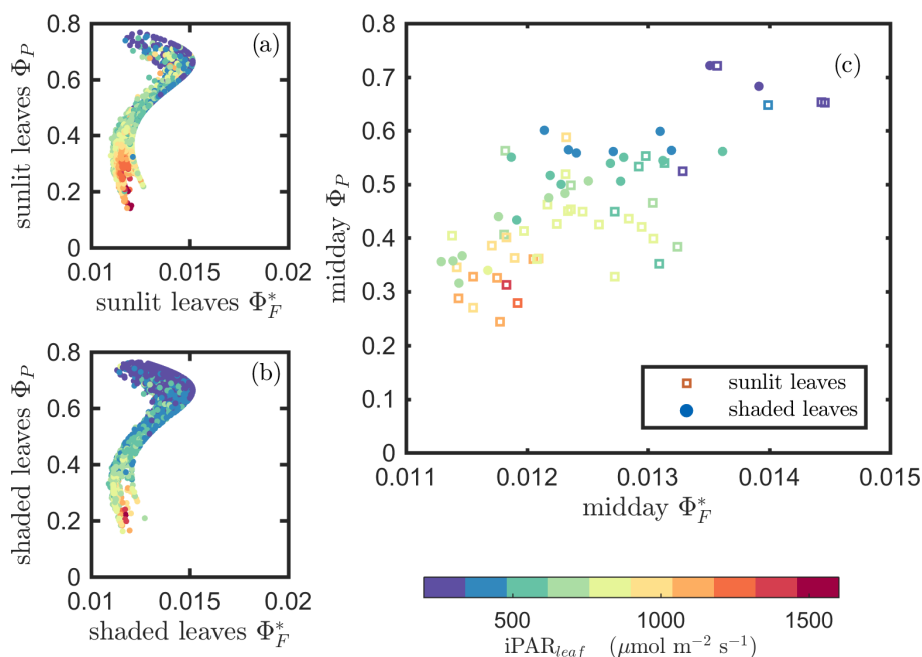 (a)
sunlit leaves Φ_P
0.8
0.6
0.4
0.2
0
0.01 0.015 0.02
sunlit leaves Φ*_F
(b)
shaded leaves Φ_P
0.8
0.6
0.4
0.2
0
0.01 0.015 0.02
shaded leaves Φ*_F
(c)
midday Φ_P
0.8
0.7
0.6
0.5
0.4
0.3
0.2
0.1
0
sunlit leaves
shaded leaves
0.011 0.012 0.013 0.014 0.015
midday Φ*_F
500 1000 1500
iPAR_leaf (μmol m⁻² s⁻¹)